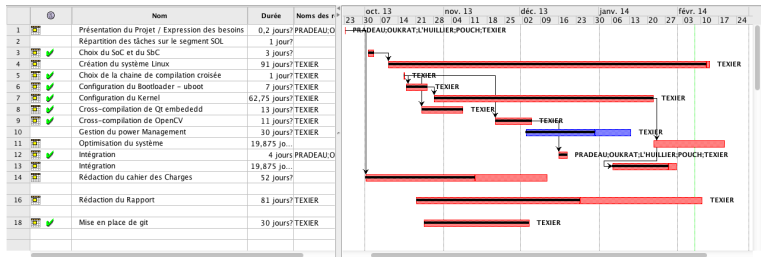 Nom Durée Noms des r
oct. 13 nov. 13 déc. 13 janv. 14 févr. 14
23 30 07 14 21 28 04 11 18 25 02 09 16 23 30 06 13 20 27 03 10 17 24
1 Présentation du Projet / Expression des besoins 0,2 jours? PRADEAU;O
PRADEAU;OUKRAT;L'HUILLIER;POUCH;TEXIER
2 Répartition des tâches sur le segment SOL 1 jour?
3 Choix du SoC et du SbC 3 jours?
4 Création du système Linux 91 jours? TEXIER
TEXIER
5 Choix de la chaine de compilation croisée 1 jour? TEXIER
TEXIER
6 Configuration du Bootloader - uboot 7 jours? TEXIER
TEXIER
7 Configuration du Kernel 62,75 jours? TEXIER
TEXIER
8 Cross-compilation de Qt embededd 13 jours? TEXIER
TEXIER
9 Cross-compilation de OpenCV 11 jours? TEXIER
TEXIER
10 Gestion du power Management 30 jours? TEXIER
TEXIER
11 Optimisation du système 19,875 jo...
12 Intégration 4 jours PRADEAU;O
PRADEAU;OUKRAT;L'HUILLIER;POUCH;TEXIER
13 Intégration 19,875 jo...
14 Rédaction du cahier des Charges 52 jours?
16 Rédaction du Rapport 81 jours? TEXIER
TEXIER
18 Mise en place de git 30 jours? TEXIER
TEXIER